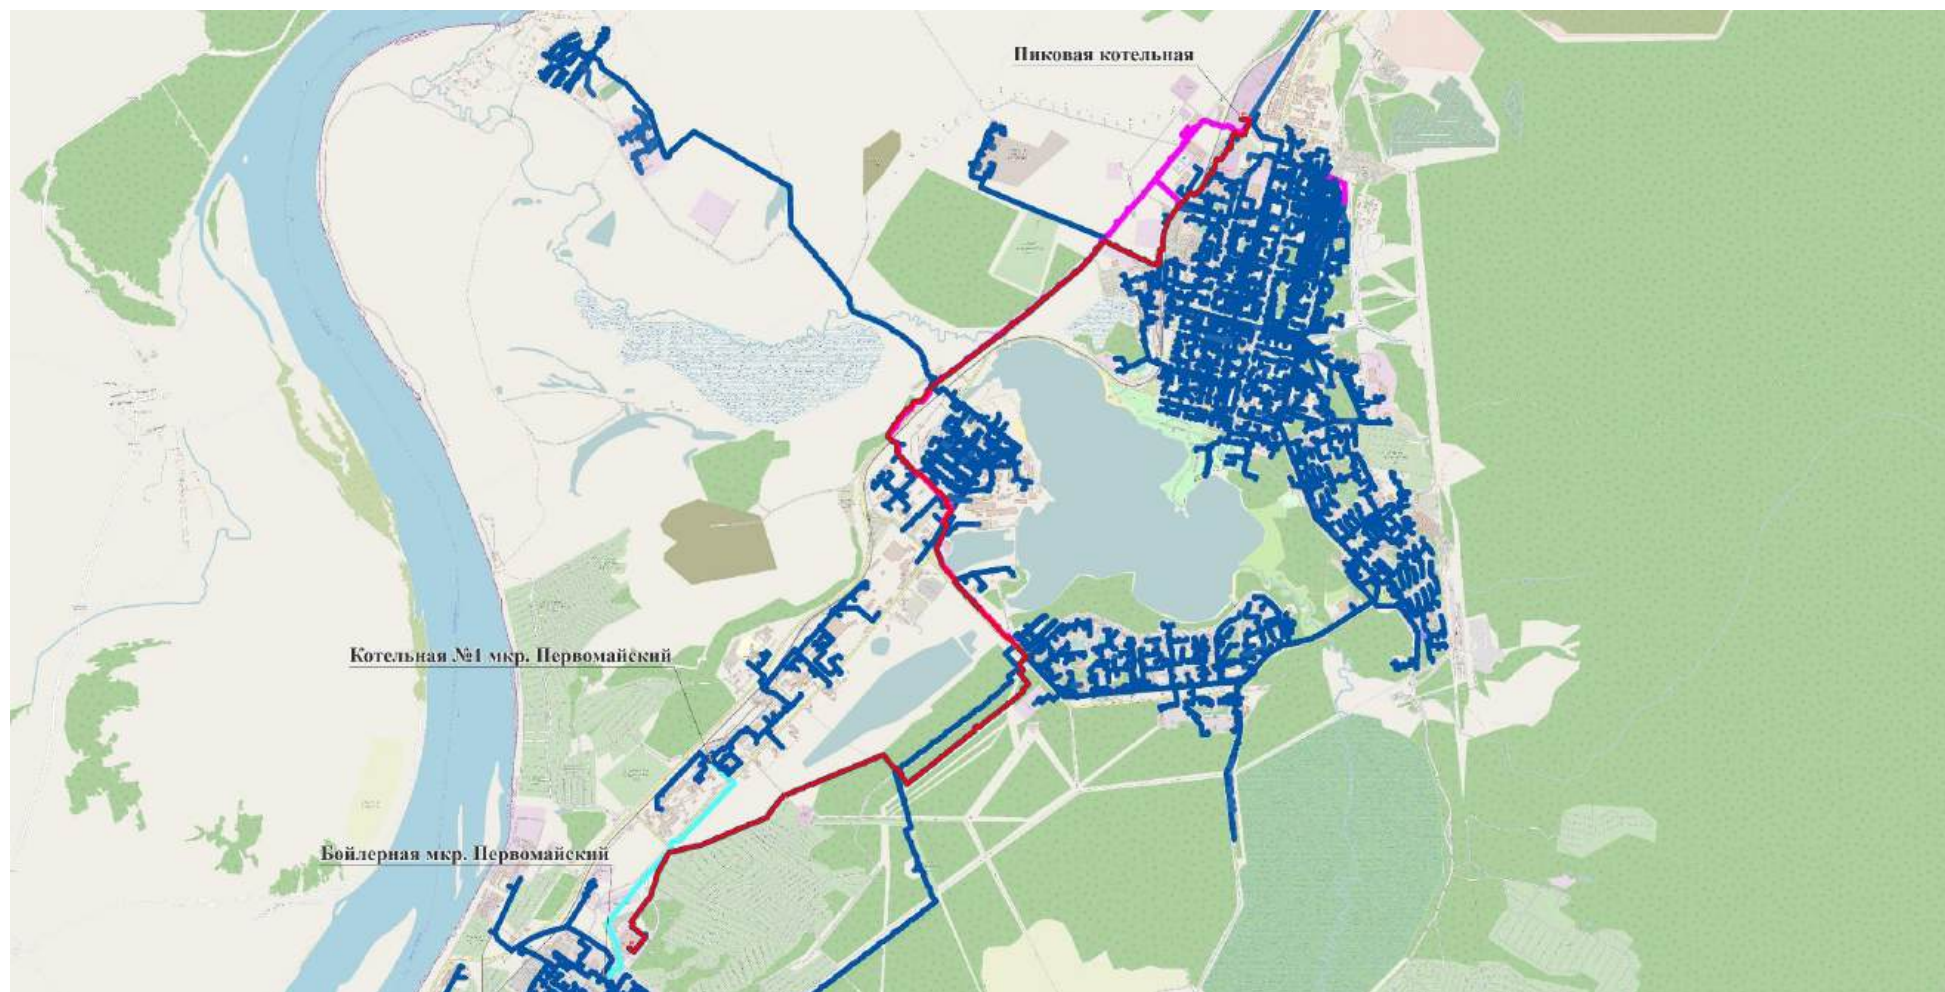 Пиковая котельная
Котельная №1 мкр. Первомайский
Бойлерная мкр. Первомайский